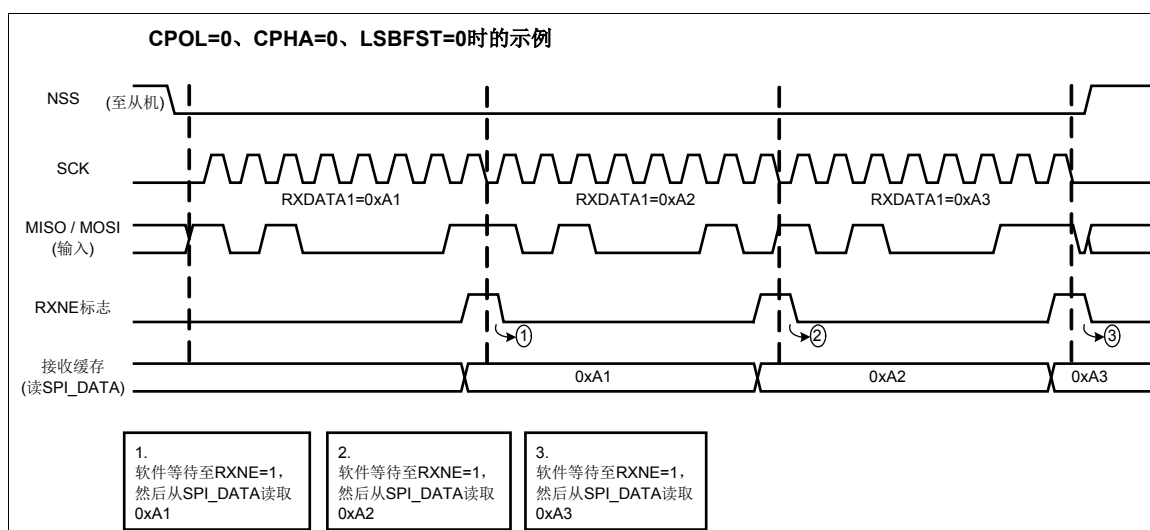 CPOL=0、CPHA=0、LSBFST=0时的示例
NSS (至从机)
SCK
RXDATA1=0xA1 RXDATA1=0xA2 RXDATA1=0xA3
MISO / MOSI
(输入)
RXNE标志
① ② ③
接收缓存
(读SPI_DATA)
0xA1 0xA2 0xA3
1.
软件等待至RXNE=1,
然后从SPI_DATA读取
0xA1
2.
软件等待至RXNE=1,
然后从SPI_DATA读取
0xA2
3.
软件等待至RXNE=1,
然后从SPI_DATA读取
0xA3